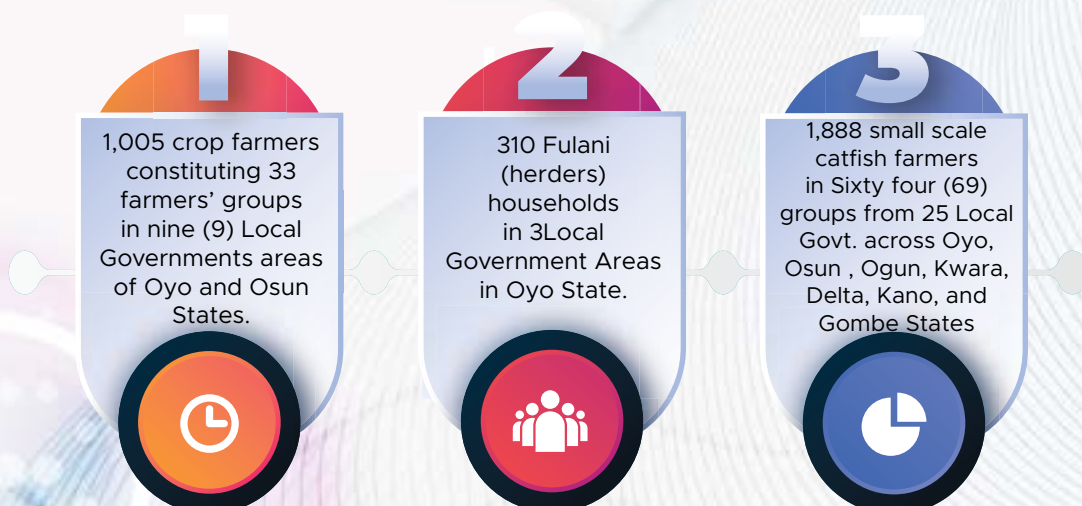 1
1,005 crop farmers
constituting 33
farmers’ groups
in nine (9) Local
Governments areas
of Oyo and Osun
States.
2
310 Fulani
(herders)
households
in 3Local
Government Areas
in Oyo State.
3
1,888 small scale
catfish farmers
in Sixty four (69)
groups from 25 Local
Govt. across Oyo,
Osun , Ogun, Kwara,
Delta, Kano, and
Gombe States